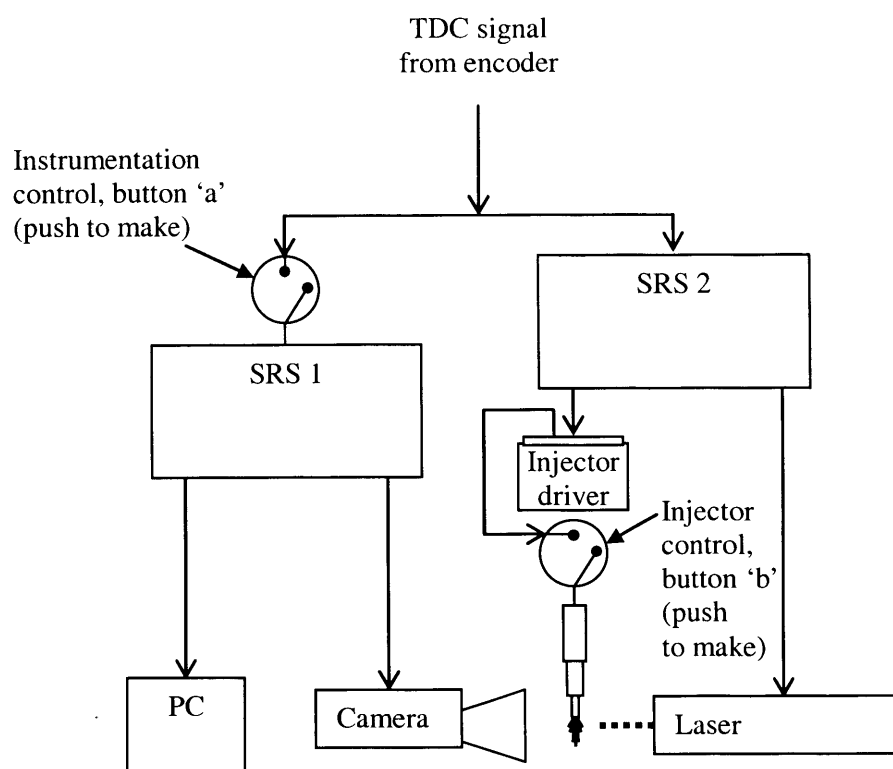 TDC signal
from encoder
Instrumentation
control, button ‘a’
(push to make)
SRS 2
SRS 1
Injector
driver
Injector
control,
button ‘b’
(push
to make)
PC
Camera
Laser